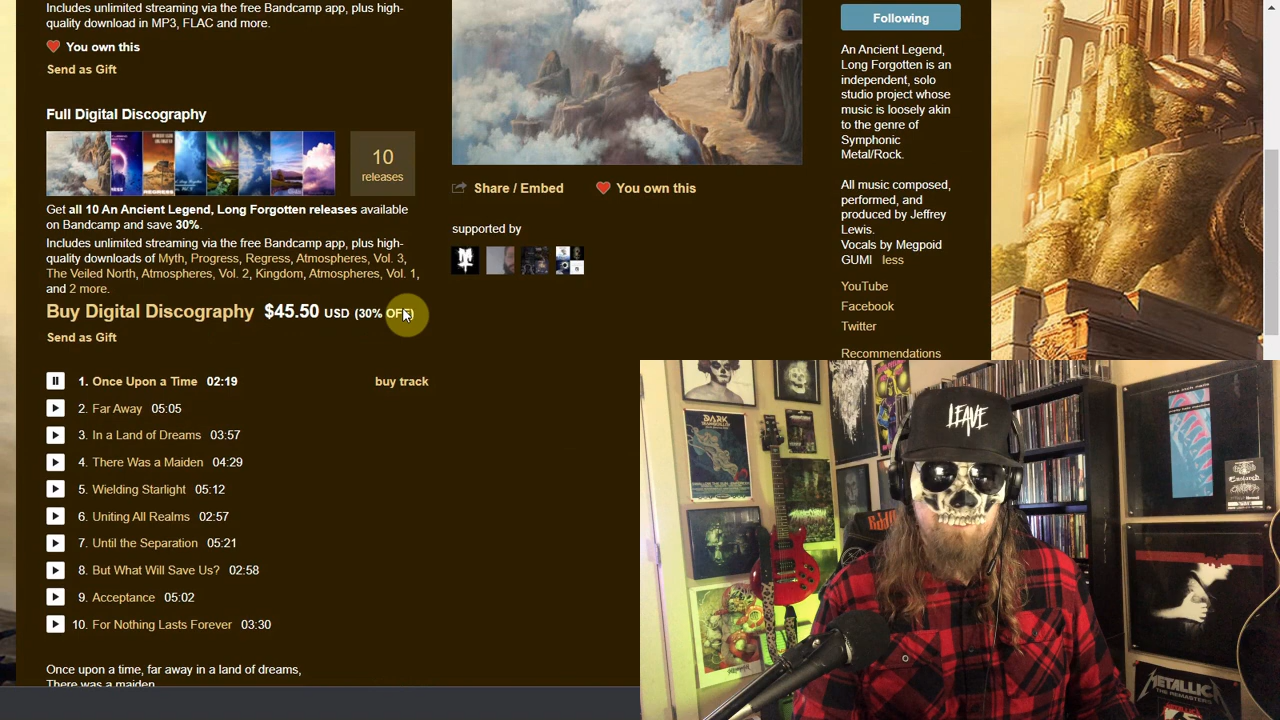 Includes unlimited streaming via the free Bandcamp app, plus high-
quality download in MP3, FLAC and more.
You own this
Send as Gift
Full Digital Discography
10
releases
Get all 10 An Ancient Legend, Long Forgotten releases available
on Bandcamp and save 30%.
Includes unlimited streaming via the free Bandcamp app, plus high-
quality downloads of Myth, Progress, Regress, Atmospheres, Vol. 3,
The Veiled North, Atmospheres, Vol. 2, Kingdom, Atmospheres, Vol. 1,
and 2 more.
Buy Digital Discography $45.50 USD (30% OFF)
Send as Gift
1. Once Upon a Time 02:19 buy track
2. Far Away 05:05
3. In a Land of Dreams 03:57
4. There Was a Maiden 04:29
5. Wielding Starlight 05:12
6. Uniting All Realms 02:57
7. Until the Separation 05:21
8. But What Will Save Us? 02:58
9. Acceptance 05:02
10. For Nothing Lasts Forever 03:30
Once upon a time, far away in a land of dreams,
There was a maiden
Share / Embed
You own this
supported by
Following
An Ancient Legend,
Long Forgotten is an
independent, solo
studio project whose
music is loosely akin
to the genre of
Symphonic
Metal/Rock.
All music composed,
performed, and
produced by Jeffrey
Lewis.
Vocals by Megpoid
GUMI less
YouTube
Facebook
Twitter
Recommendations
LEAVE
DARK
METALLICA
THE REMASTERS